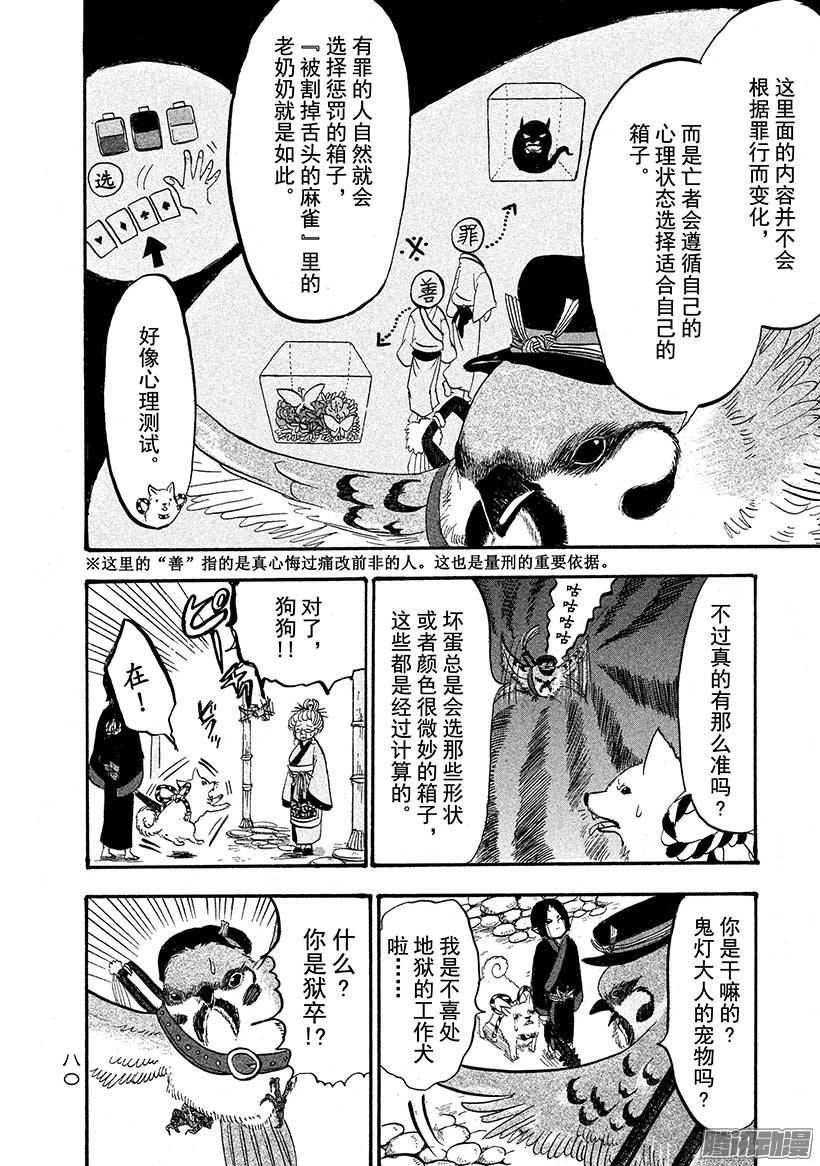 这里面的内容并不会
根据罪行而变化，
而是亡者会遵循自己的
心理状态选择适合自己的
箱子。
有罪的人自然就会
选择惩罚的箱子，
『被割掉舌头的麻雀』里的
老奶奶就是如此。
罪
※
善
选
好像心理测试。
※这里的“善”指的是真心悔过痛改前非的人。这也是量刑的重要依据。
咕咕咕咕
不过真的有那么准吗？
坏蛋总是会选那些形状
或者颜色很微妙的箱子，
这些都是经过计算的。
对了，
狗狗!!
在！
ビシッ
你是干嘛的？
鬼灯大人的宠物吗？
我是不喜处
地狱的工作犬
啦……
什么？
你是狱卒!?
八〇
腾讯动漫